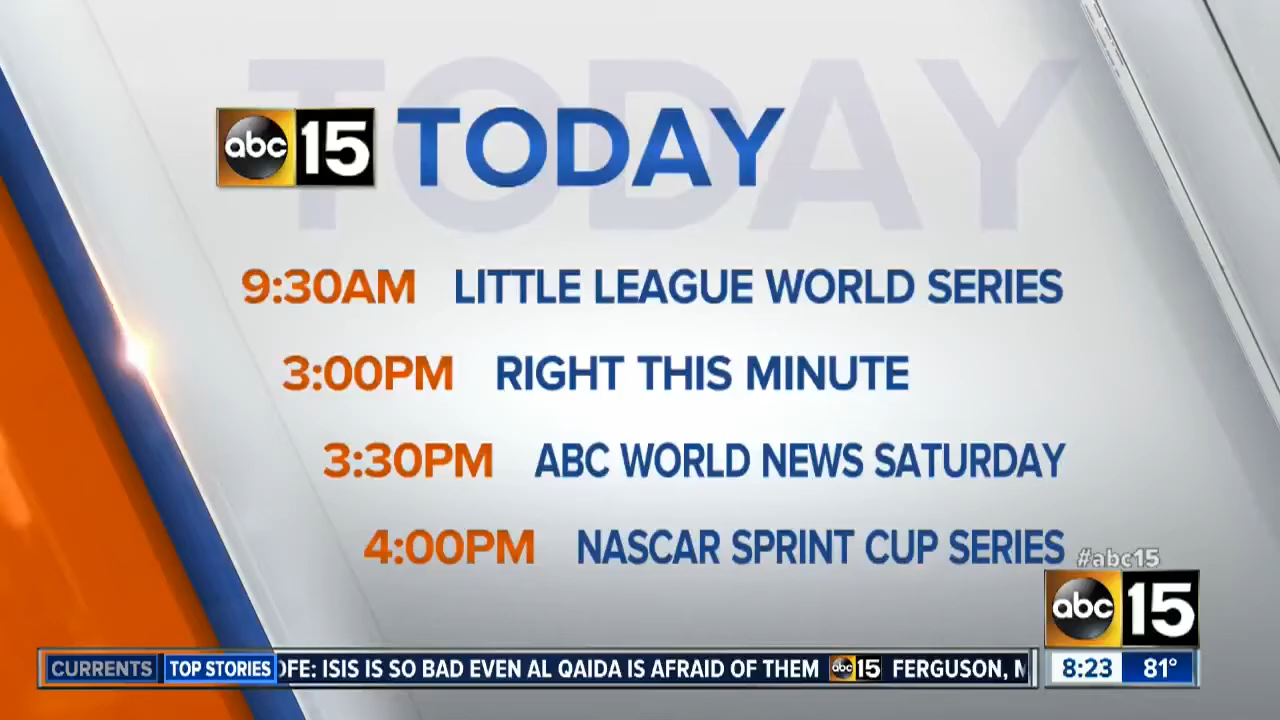 TODAY
abc 15 TODAY
9:30AM LITTLE LEAGUE WORLD SERIES
3:00PM RIGHT THIS MINUTE
3:30PM ABC WORLD NEWS SATURDAY
4:00PM NASCAR SPRINT CUP SERIES
#abc15
abc 15
CURRENTS TOP STORIES : ISIS IS SO BAD EVEN AL QAIDA IS AFRAID OF THEM abc 15 FERGUSON, M
8:23 81°